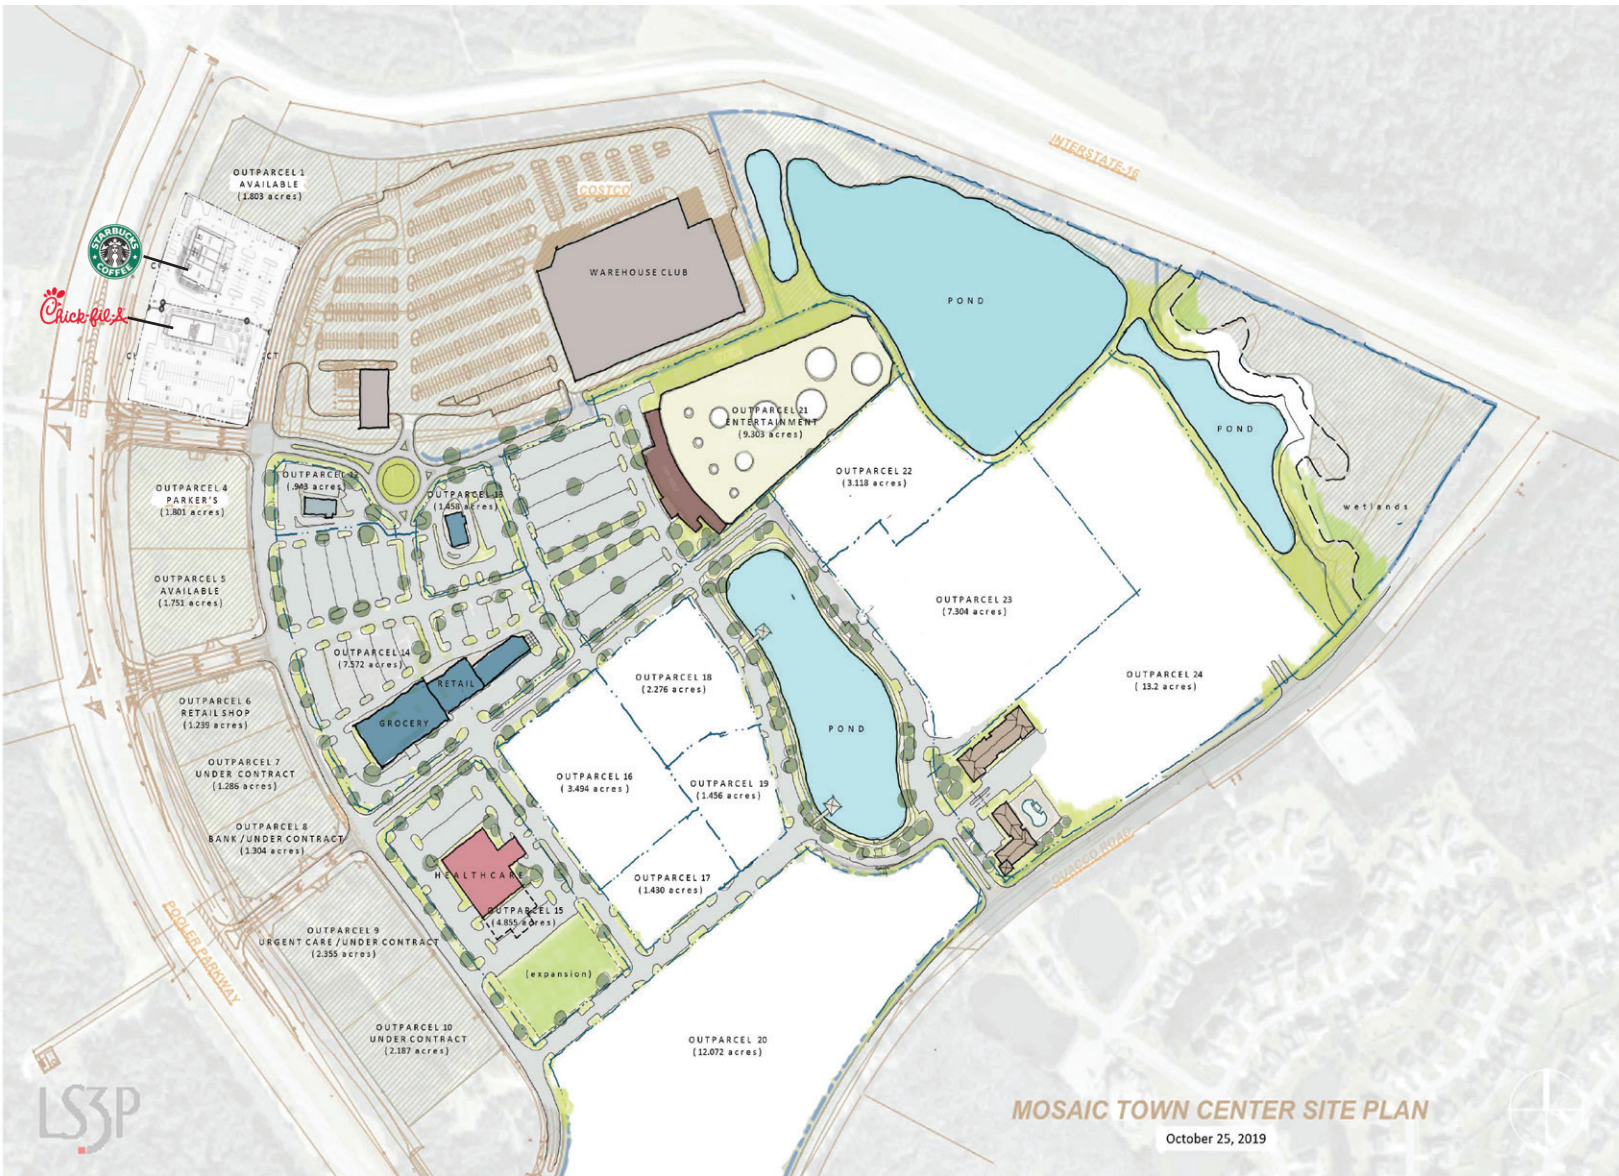 INTERSTATE-16
OUTPARCEL 1
AVAILABLE
(1.803 acres)
COSTCO
STARBUCKS
COFFEE
Chick-fil-A
CT
WAREHOUSE CLUB
POND
OUTPARCEL 21
ENTERTAINMENT
(9.303 acres)
POND
OUTPARCEL 22
(3.118 acres)
OUTPARCEL 12
(.943 acres)
OUTPARCEL 13
(1.458 acres)
OUTPARCEL 4
PARKER'S
(1.801 acres)
wetlands
OUTPARCEL 5
AVAILABLE
(1.751 acres)
OUTPARCEL 23
(7.304 acres)
OUTPARCEL 14
(7.572 acres)
RETAIL
GROCERY
OUTPARCEL 18
(2.276 acres)
OUTPARCEL 24
( 13.2 acres)
OUTPARCEL 6
RETAIL SHOP
(1.239 acres)
POND
OUTPARCEL 7
UNDER CONTRACT
(1.286 acres)
OUTPARCEL 16
( 3.494 acres )
OUTPARCEL 19
(1.456 acres)
OUTPARCEL 8
BANK /UNDER CONTRACT
(1.304 acres)
HEALTHCARE
OUTPARCEL 17
(1.430 acres)
QUACCO ROAD
OUTPARCEL 15
(4.855 acres)
POOLER PARKWAY
OUTPARCEL 9
URGENT CARE /UNDER CONTRACT
(2.355 acres)
(expansion)
OUTPARCEL 10
UNDER CONTRACT
(2.187 acres)
OUTPARCEL 20
(12.072 acres)
LS3P
MOSAIC TOWN CENTER SITE PLAN
October 25, 2019